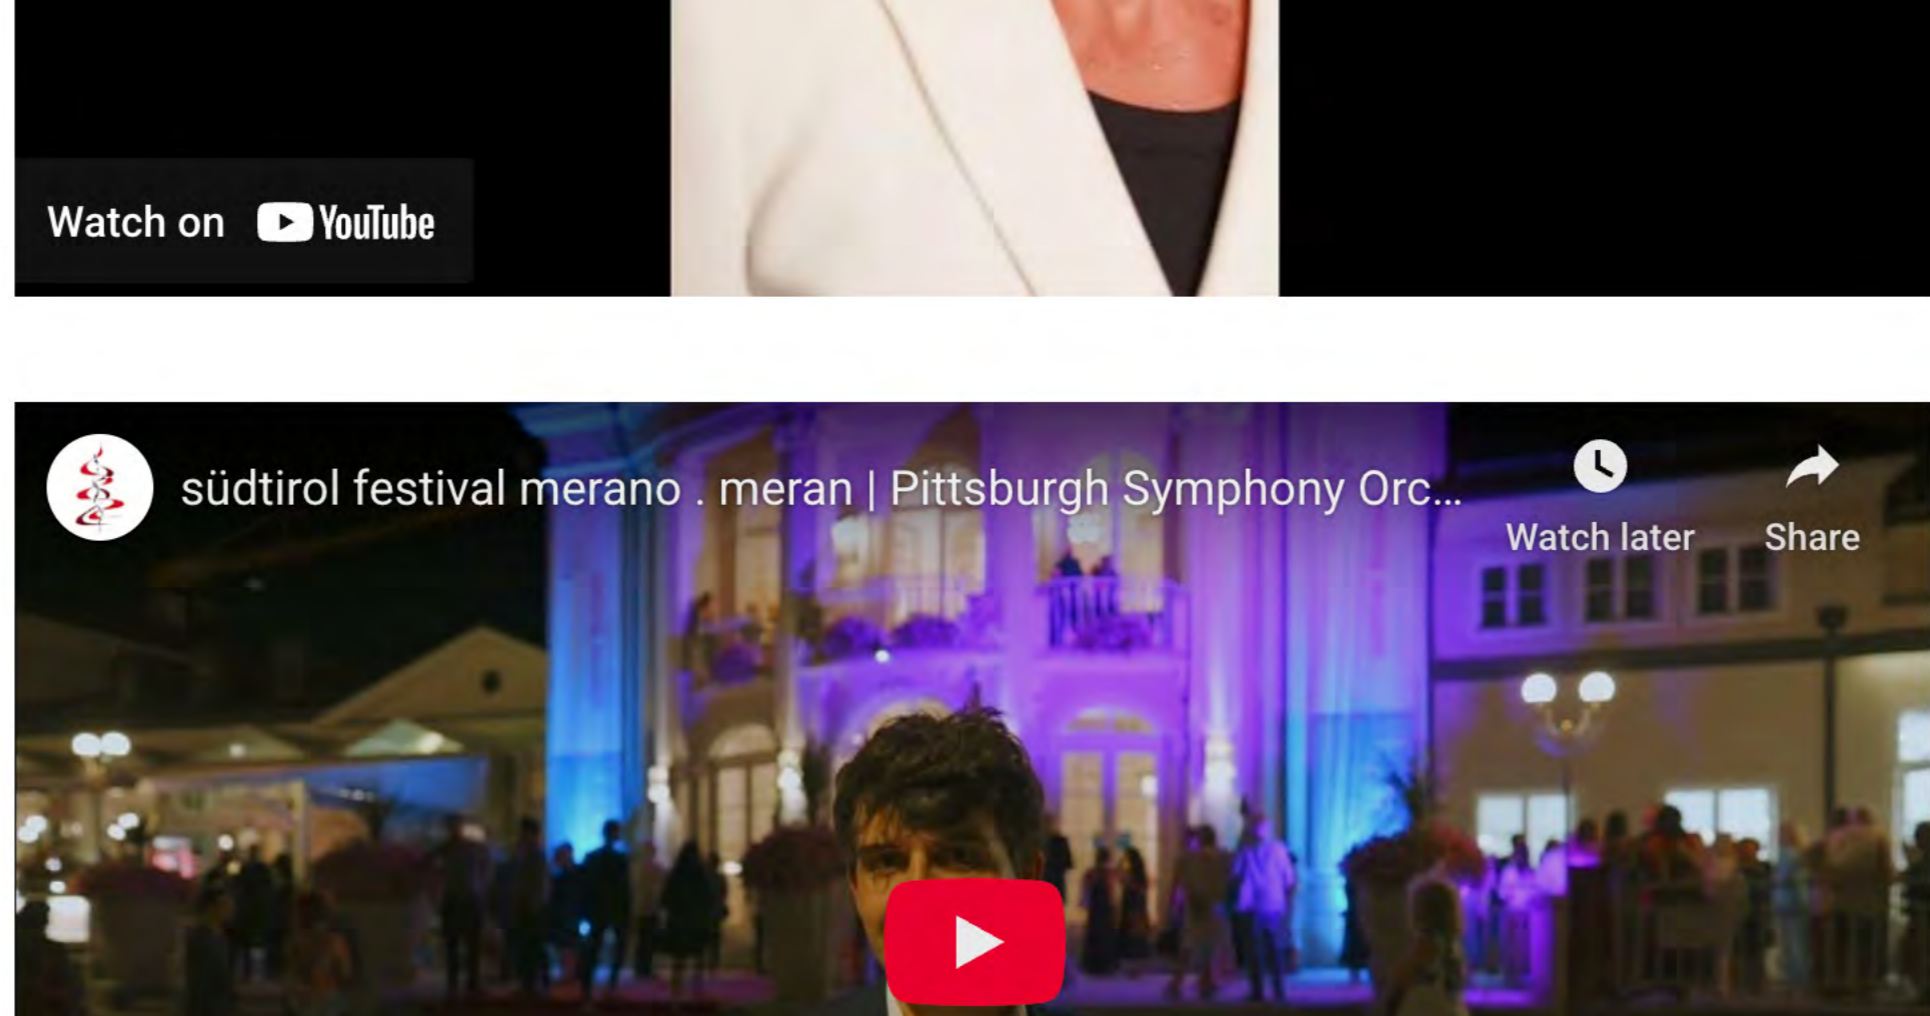 Watch on YouTube
südtirol festival merano . meran | Pittsburgh Symphony Orc...
Watch later
Share